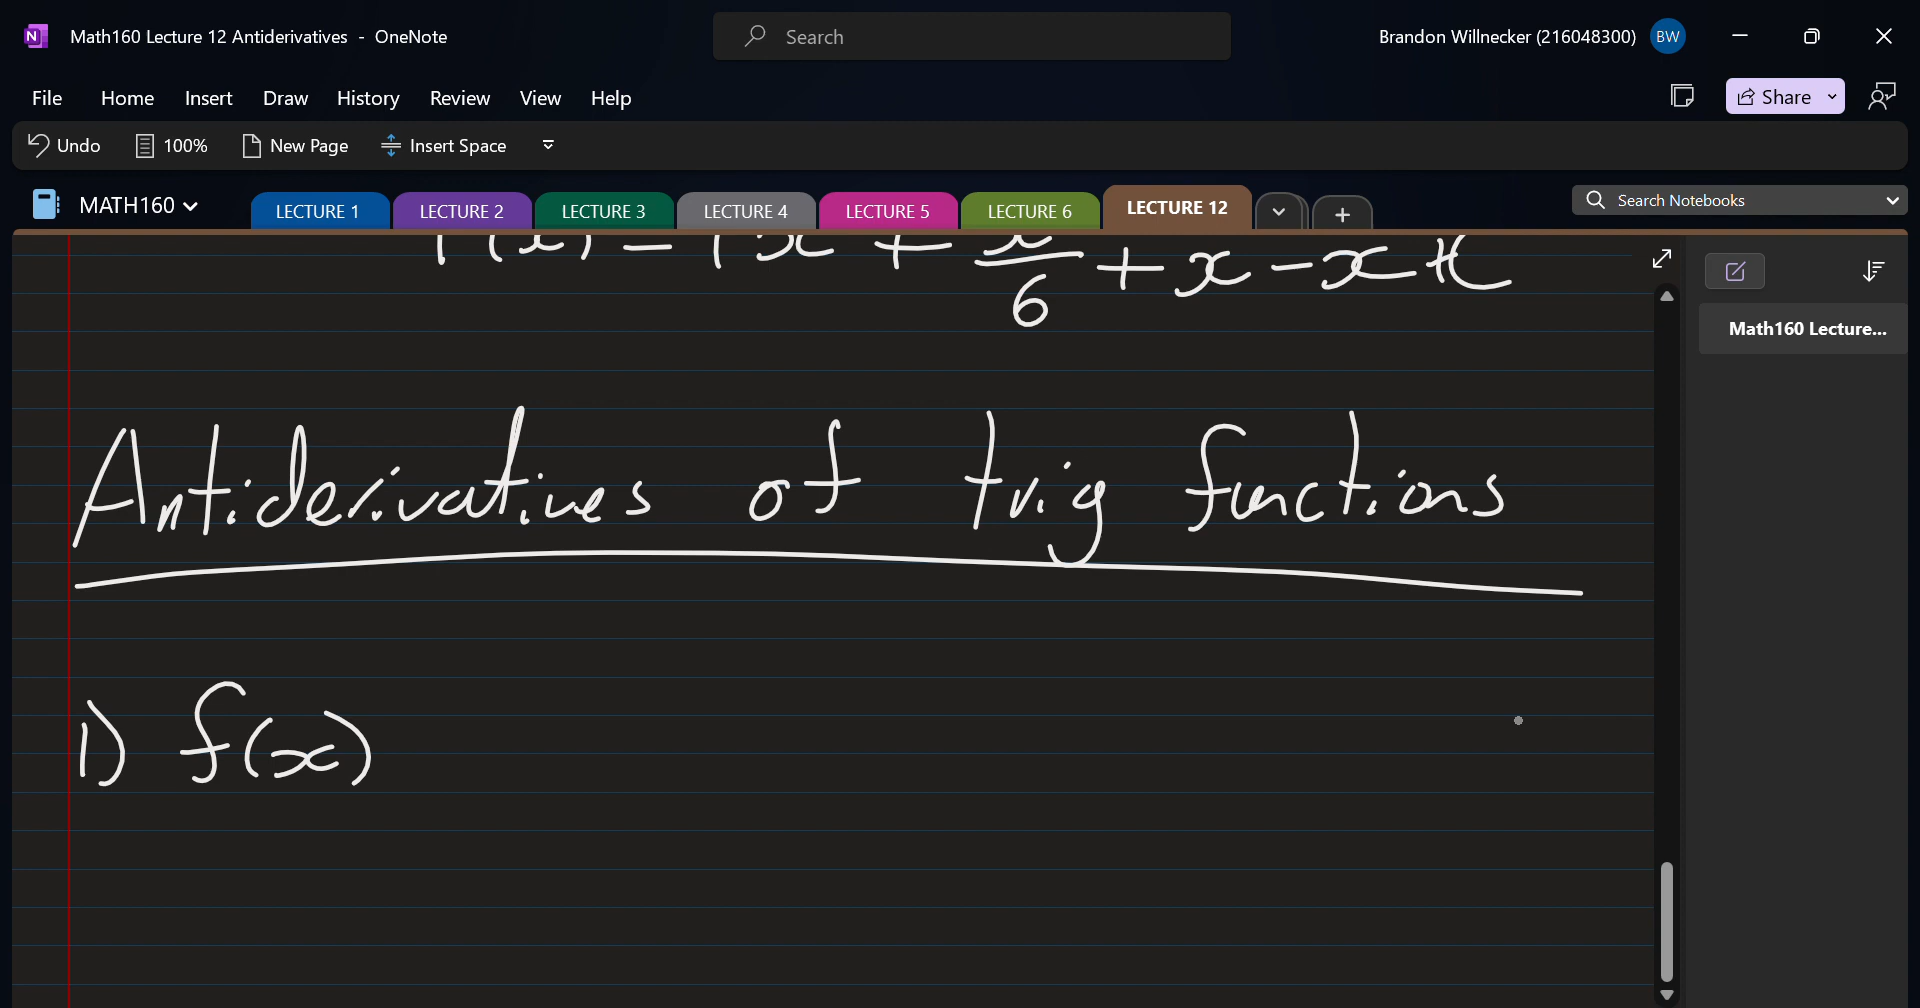 Math160 Lecture 12 Antiderivatives - OneNote
Search
Brandon Willnecker (216048300) BW
File Home Insert Draw History Review View Help
Share
Undo 100% New Page Insert Space
MATH160 LECTURE 1 LECTURE 2 LECTURE 3 LECTURE 4 LECTURE 5 LECTURE 6 LECTURE 12 +
Search Notebooks
6 + x - x + C
Math160 Lecture...
Antiderivatives of trig functions
1) f(x)